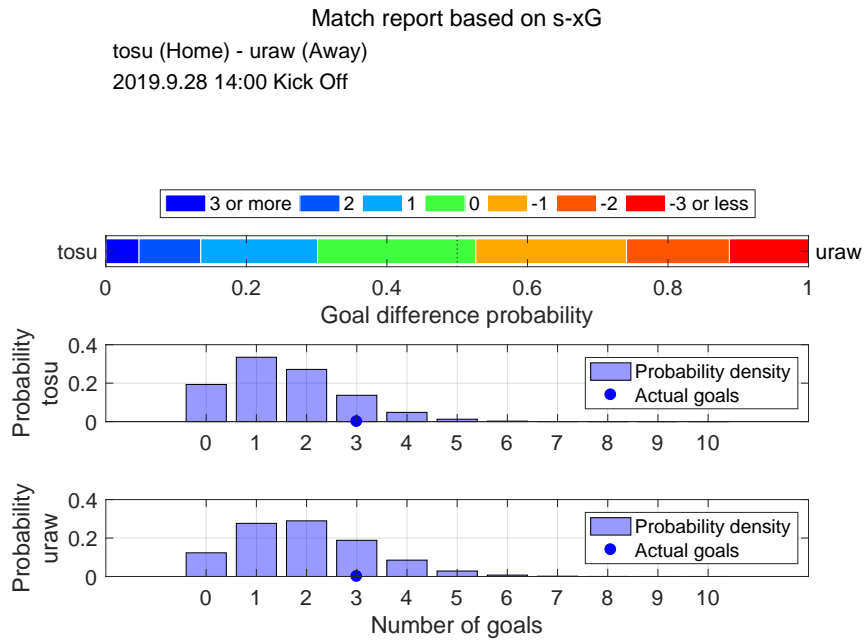 Match report based on s-xG
tosu (Home) - uraw (Away)
2019.9.28 14:00 Kick Off
3 or more 2 1 0 -1 -2 -3 or less
tosu uraw
0 0.2 0.4 0.6 0.8 1
Goal difference probability
Probability
tosu
0.4
0.2
0
Probability density
Actual goals
0 1 2 3 4 5 6 7 8 9 10
Probability
uraw
0.4
0.2
0
Probability density
Actual goals
0 1 2 3 4 5 6 7 8 9 10
Number of goals